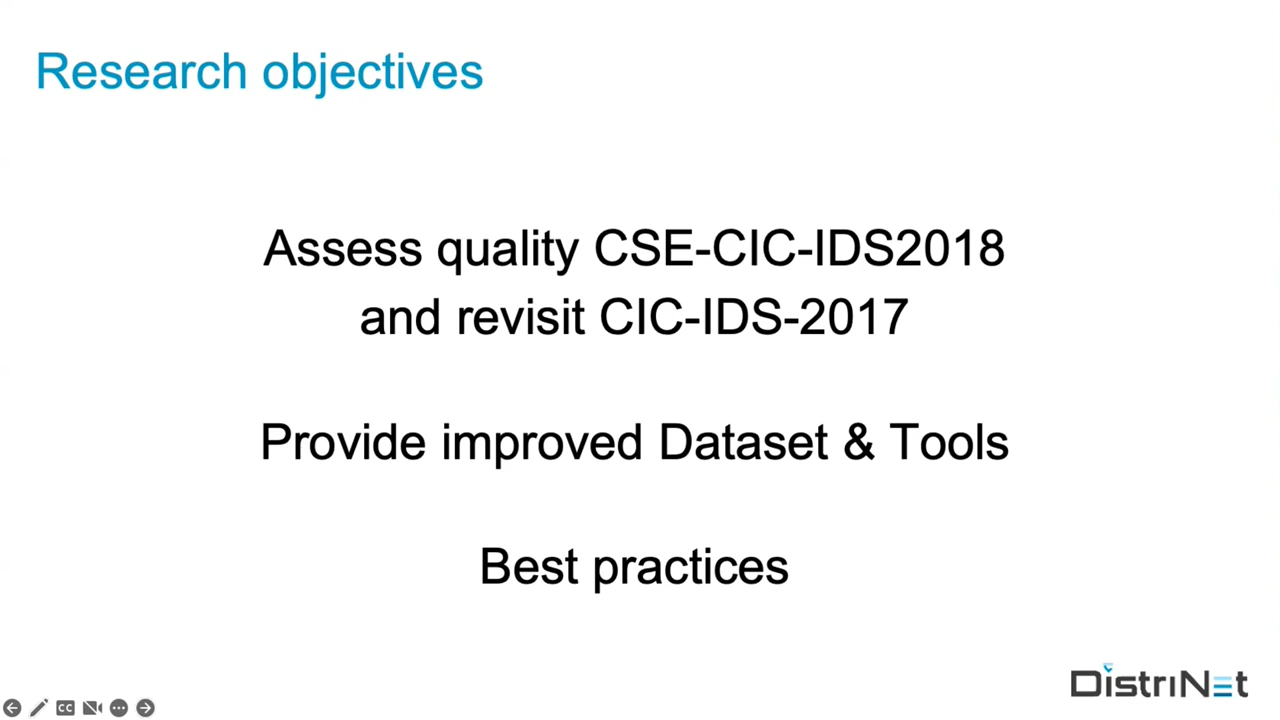 Research objectives
Assess quality CSE-CIC-IDS2018
and revisit CIC-IDS-2017
Provide improved Dataset & Tools
Best practices
DistriNet
CC